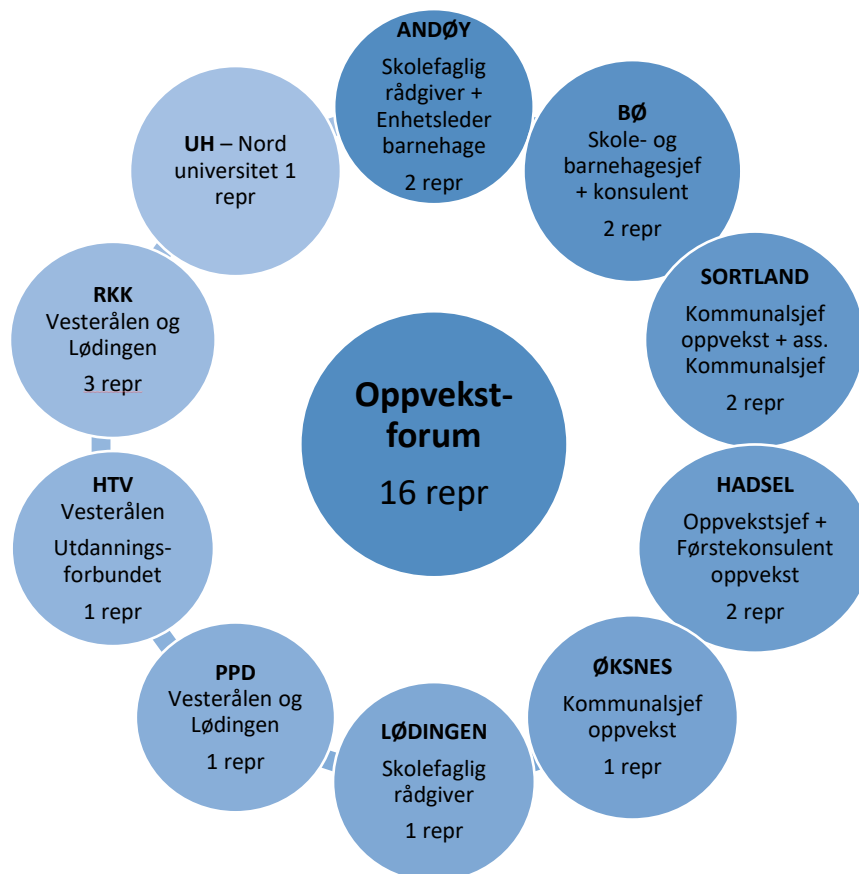 ANDØY
Skolefaglig
rådgiver +
Enhetsleder
barnehage
2 repr
BØ
Skole- og
barnehagesjef
+ konsulent
2 repr
SORTLAND
Kommunalsjef
oppvekst + ass.
Kommunalsjef
2 repr
HADSEL
Oppvekstsjef +
Førstekonsulent
oppvekst
2 repr
ØKSNES
Kommunalsjef
oppvekst
1 repr
LØDINGEN
Skolefaglig
rådgiver
1 repr
PPD
Vesterålen og
Lødingen
1 repr
HTV
Vesterålen
Utdannings-
forbundet
1 repr
RKK
Vesterålen og
Lødingen
3 repr
UH – Nord
universitet 1
repr
Oppvekst-
forum
16 repr